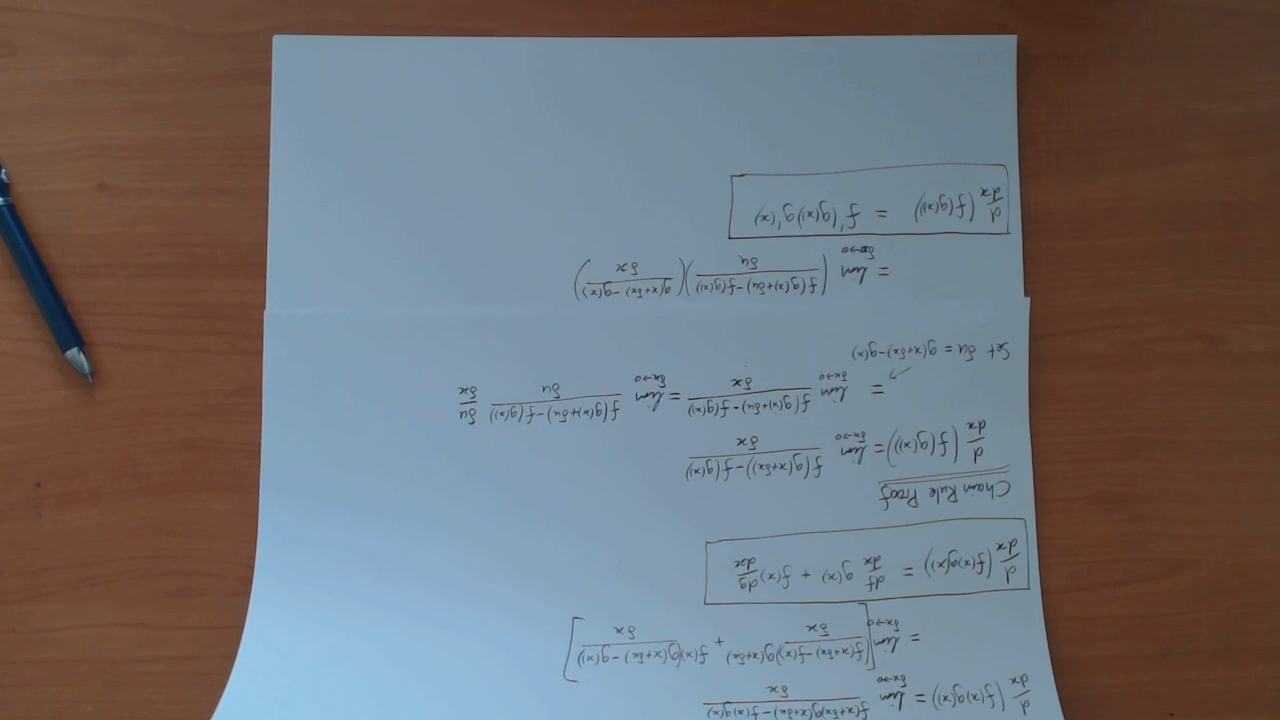 d/dx (f(x)g(x)) = lim δx→0 (f(x+δx)g(x+δx) - f(x)g(x))/δx
= lim δx→0 [(f(x+δx) - f(x))/δx g(x+δx) + f(x)(g(x+δx) - g(x))/δx]
d/dx (f(x)g(x)) = df/dx g(x) + f(x) dg/dx
Chain Rule Proof
d/dx (f(g(x))) = lim δx→0 (f(g(x+δx)) - f(g(x)))/δx
= lim δx→0 (f(g(x)+δu) - f(g(x)))/δx = lim δx→0 (f(g(x)+δu) - f(g(x)))/δu δu/δx
Set δu = g(x+δx) - g(x)
= lim δx→0 ((f(g(x)+δu) - f(g(x)))/δu)((g(x+δx) - g(x))/δx)
d/dx (f(g(x))) = f'(g(x))g'(x)